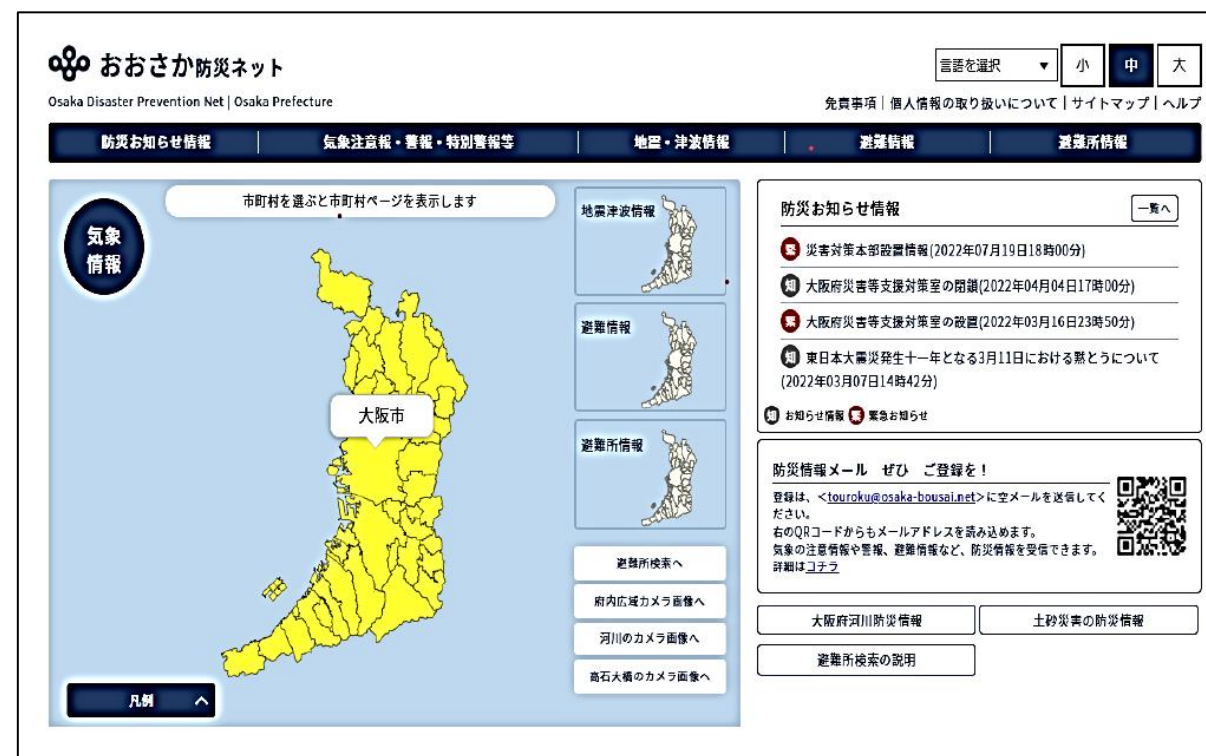 おおさか防災ネット
Osaka Disaster Prevention Net | Osaka Prefecture
言語を選択 ▼ 小 中 大
免責事項 | 個人情報の取り扱いについて | サイトマップ | ヘルプ
防災お知らせ情報 気象注意報・警報・特別警報等 地震・津波情報 避難情報 避難所情報
気象
情報
市町村を選ぶと市町村ページを表示します
大阪市
凡例
地震津波情報
避難情報
避難所情報
避難所検索へ
府内広域カメラ画像へ
河川のカメラ画像へ
高石大橋のカメラ画像へ
防災お知らせ情報 一覧へ
緊 災害対策本部設置情報(2022年07月19日18時00分)
知 大阪府災害等支援対策室の閉鎖(2022年04月04日17時00分)
緊 大阪府災害等支援対策室の設置(2022年03月16日23時50分)
知 東日本大震災発生十一年となる3月11日における黙とうについて
(2022年03月07日14時42分)
知 お知らせ情報 緊 緊急お知らせ
防災情報メール ぜひ ご登録を！
登録は、<touroku@osaka-bousai.net>に空メールを送信してく
ださい。
右のQRコードからもメールアドレスを読み込めます。
気象の注意情報や警報、避難情報など、防災情報を受信できます。
詳細はコチラ
大阪府河川防災情報 土砂災害の防災情報
避難所検索の説明